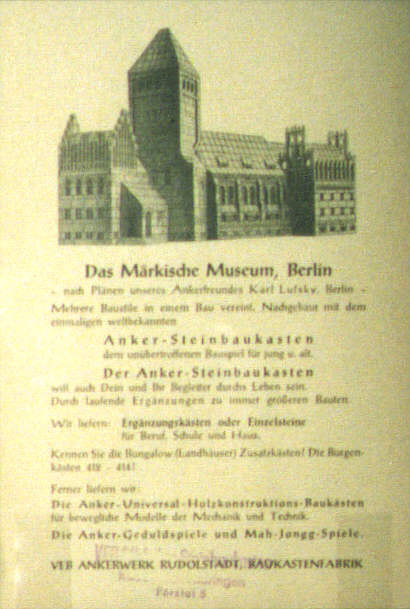 Das Märkische Museum, Berlin
- nach Plänen unseres Ankerfreundes Karl Lufsky, Berlin -
Mehrere Baustile in einem Bau vereint. Nachgebaut mit dem
einmaligen weltbekannten
Anker-Steinbaukasten
dem unübertroffenen Bauspiel für jung u. alt.
Der Anker-Steinbaukasten
will auch Dein und Ihr Begleiter durchs Leben sein.
Durch laufende Ergänzungen zu immer größeren Bauten.
Wir liefern: Ergänzungskästen oder Einzelsteine
für Beruf, Schule und Haus.
Kennen Sie die Bungalow (Landhäuser) Zusatzkästen? Die Burgen-
kästen 412 - 414!
Ferner liefern wir:
Die Anker-Universal-Holzkonstruktions-Baukästen
für bewegliche Modelle der Mechanik und Technik.
Die Anker-Geduldspiele und Mah-Jongg-Spiele.
VEB
VEB ANKERWERK RUDOLSTADT, BAUKASTENFABRIK